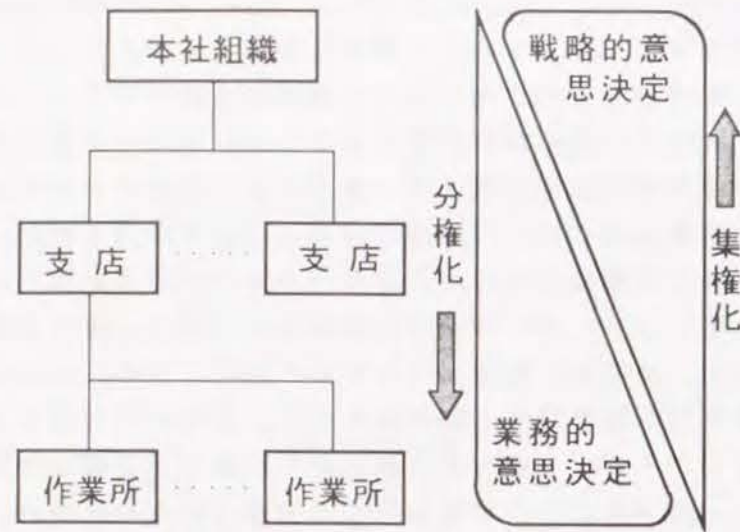 本社組織
支店 支店
作業所 作業所
分権化
戦略的意
思決定
業務的
意思決定
集権化